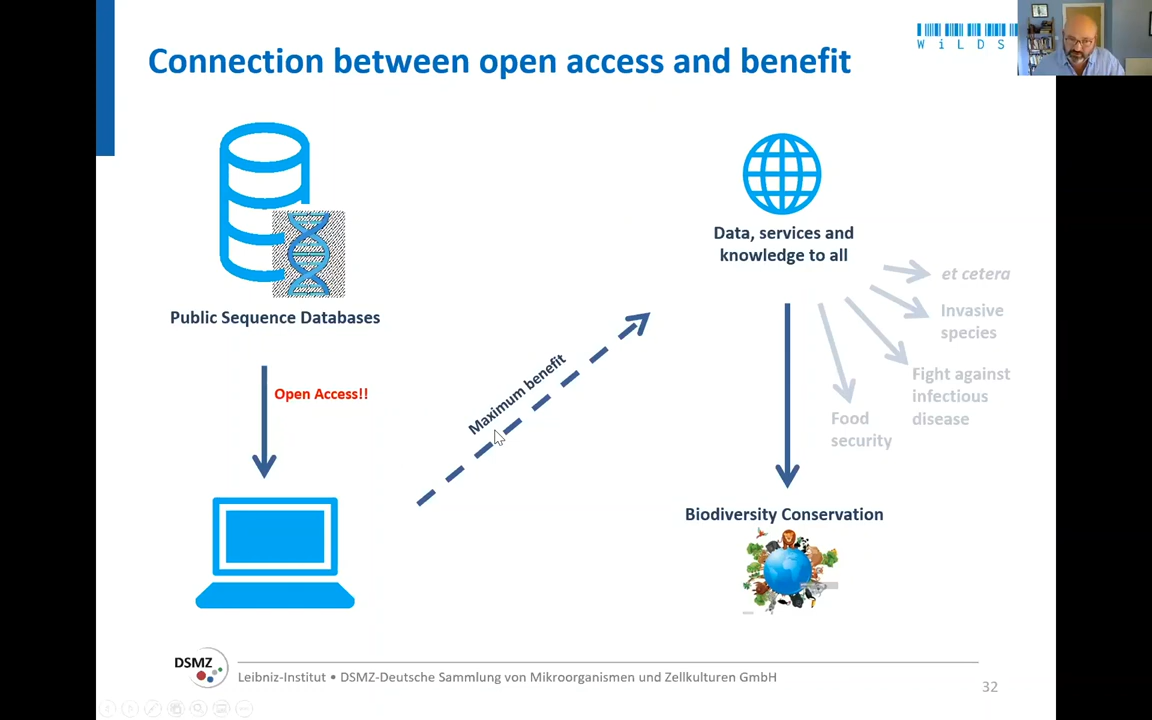 Connection between open access and benefit
WiLDS
Public Sequence Databases
Open Access!!
Maximum benefit
Data, services and
knowledge to all
et cetera
Invasive
species
Fight against
infectious
disease
Food
security
Biodiversity Conservation
DSMZ
Leibniz-Institut • DSMZ-Deutsche Sammlung von Mikroorganismen und Zellkulturen GmbH
32